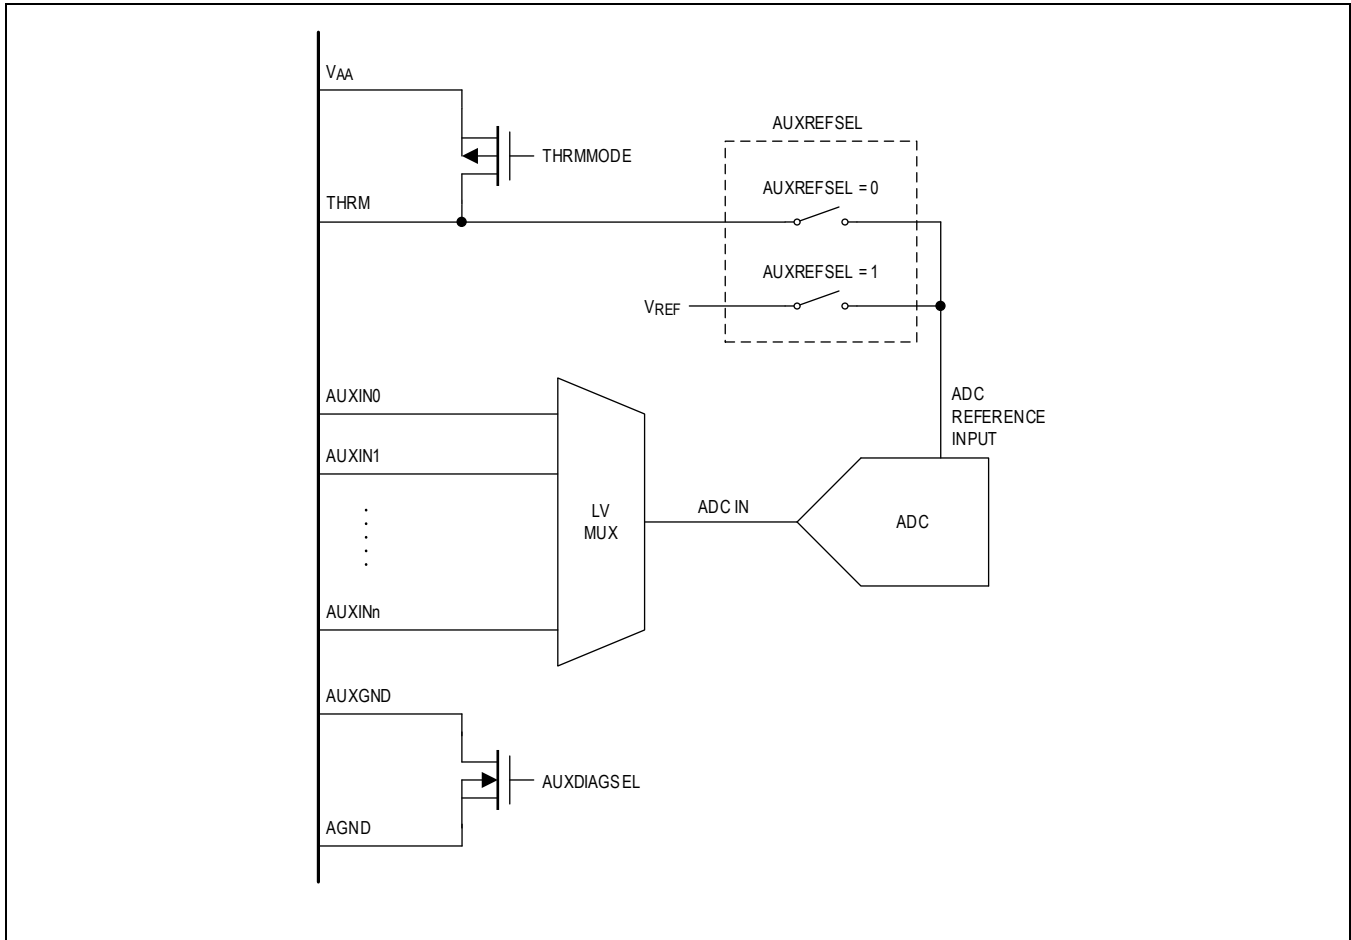 VAA
THRMMODE
THRM
AUXREFSEL
AUXREFSEL = 0
AUXREFSEL = 1
VREF
AUXIN0
AUXIN1
AUXINn
LV
MUX
ADC IN
ADC
REFERENCE
INPUT
ADC
AUXGND
AUXDIAGSEL
AGND